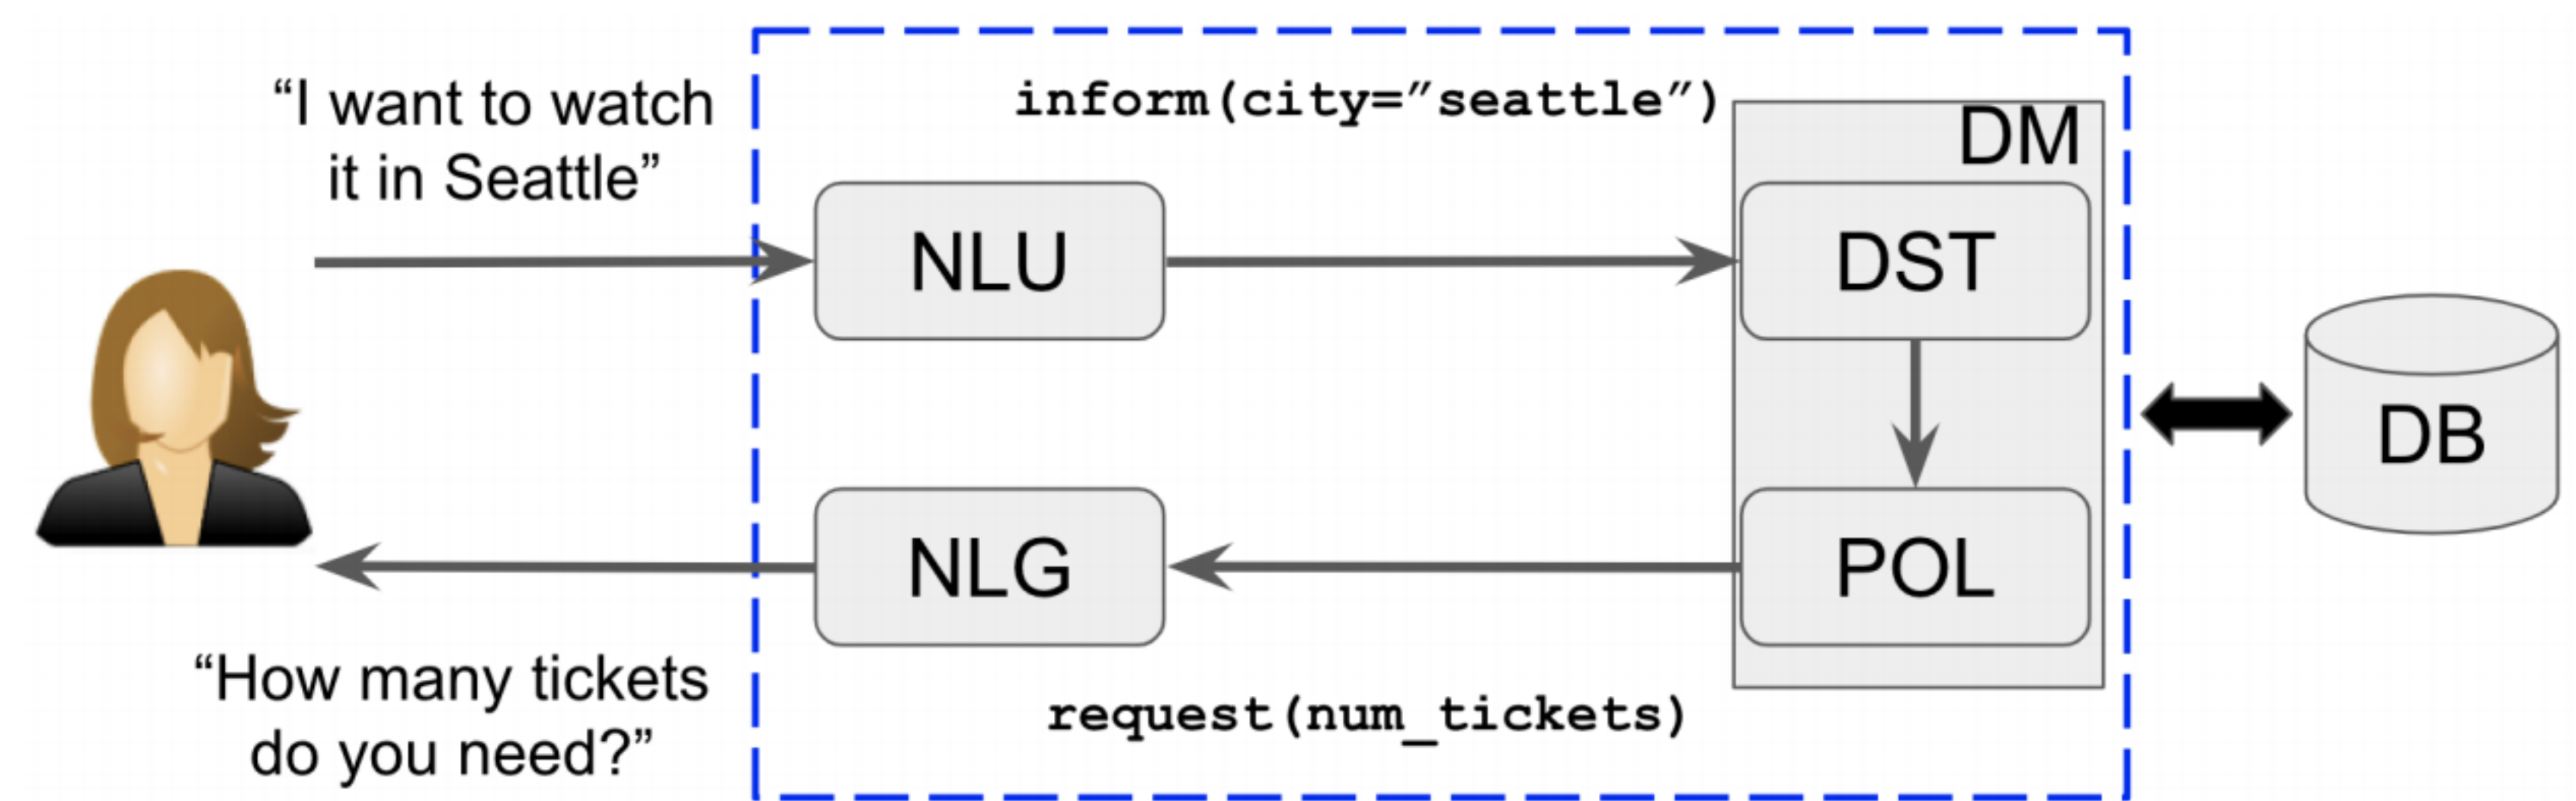 “I want to watch
it in Seattle”
inform(city=”seattle”)
DM
NLU
DST
DB
NLG
POL
“How many tickets
do you need?”
request(num_tickets)